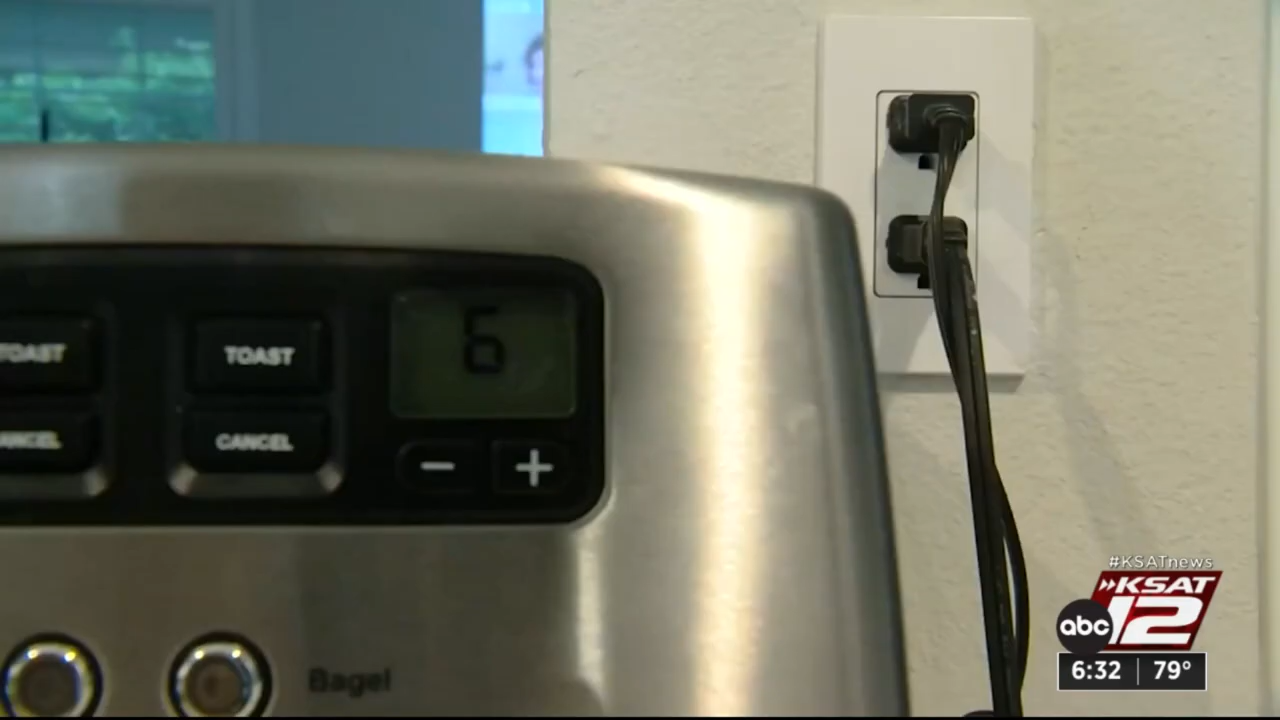 6
TOAST TOAST
CANCEL
− +
Bagel
#KSATnews
KSAT
abc 12
6:32 79°